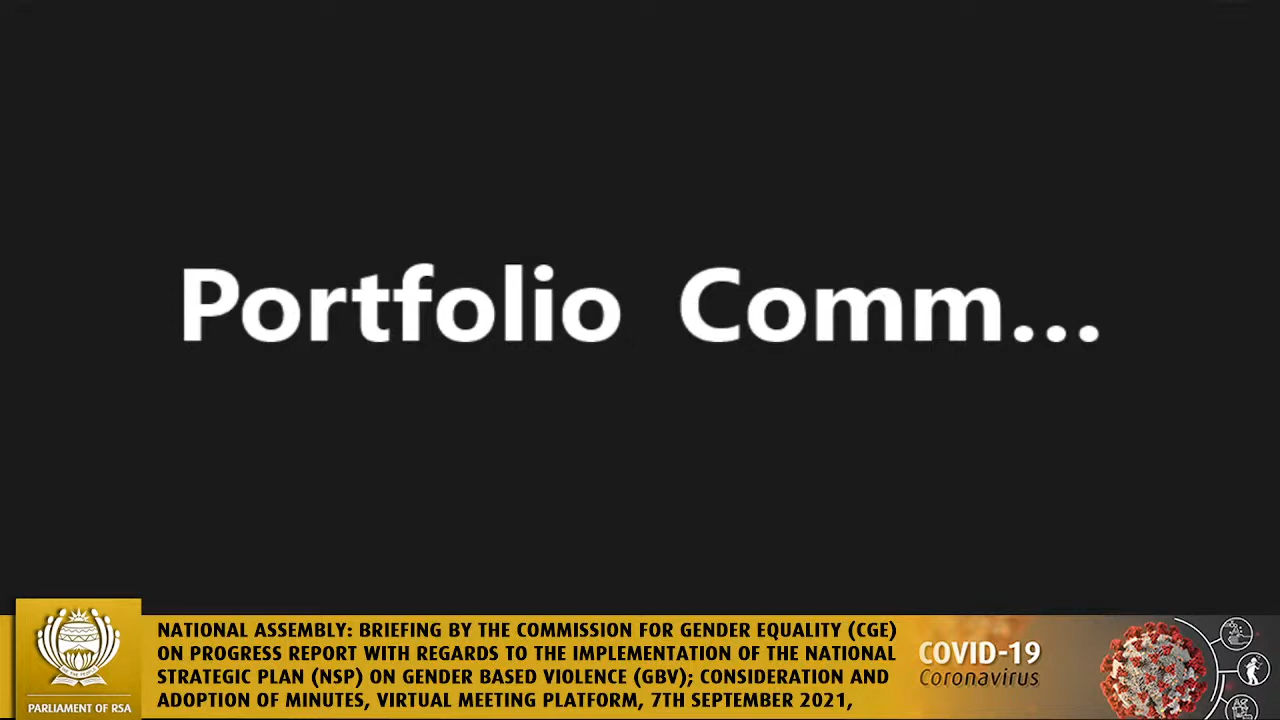 Portfolio Comm...
NATIONAL ASSEMBLY: BRIEFING BY THE COMMISSION FOR GENDER EQUALITY (CGE)
ON PROGRESS REPORT WITH REGARDS TO THE IMPLEMENTATION OF THE NATIONAL
STRATEGIC PLAN (NSP) ON GENDER BASED VIOLENCE (GBV); CONSIDERATION AND
ADOPTION OF MINUTES, VIRTUAL MEETING PLATFORM, 7TH SEPTEMBER 2021,
PARLIAMENT OF RSA
COVID-19
Coronavirus